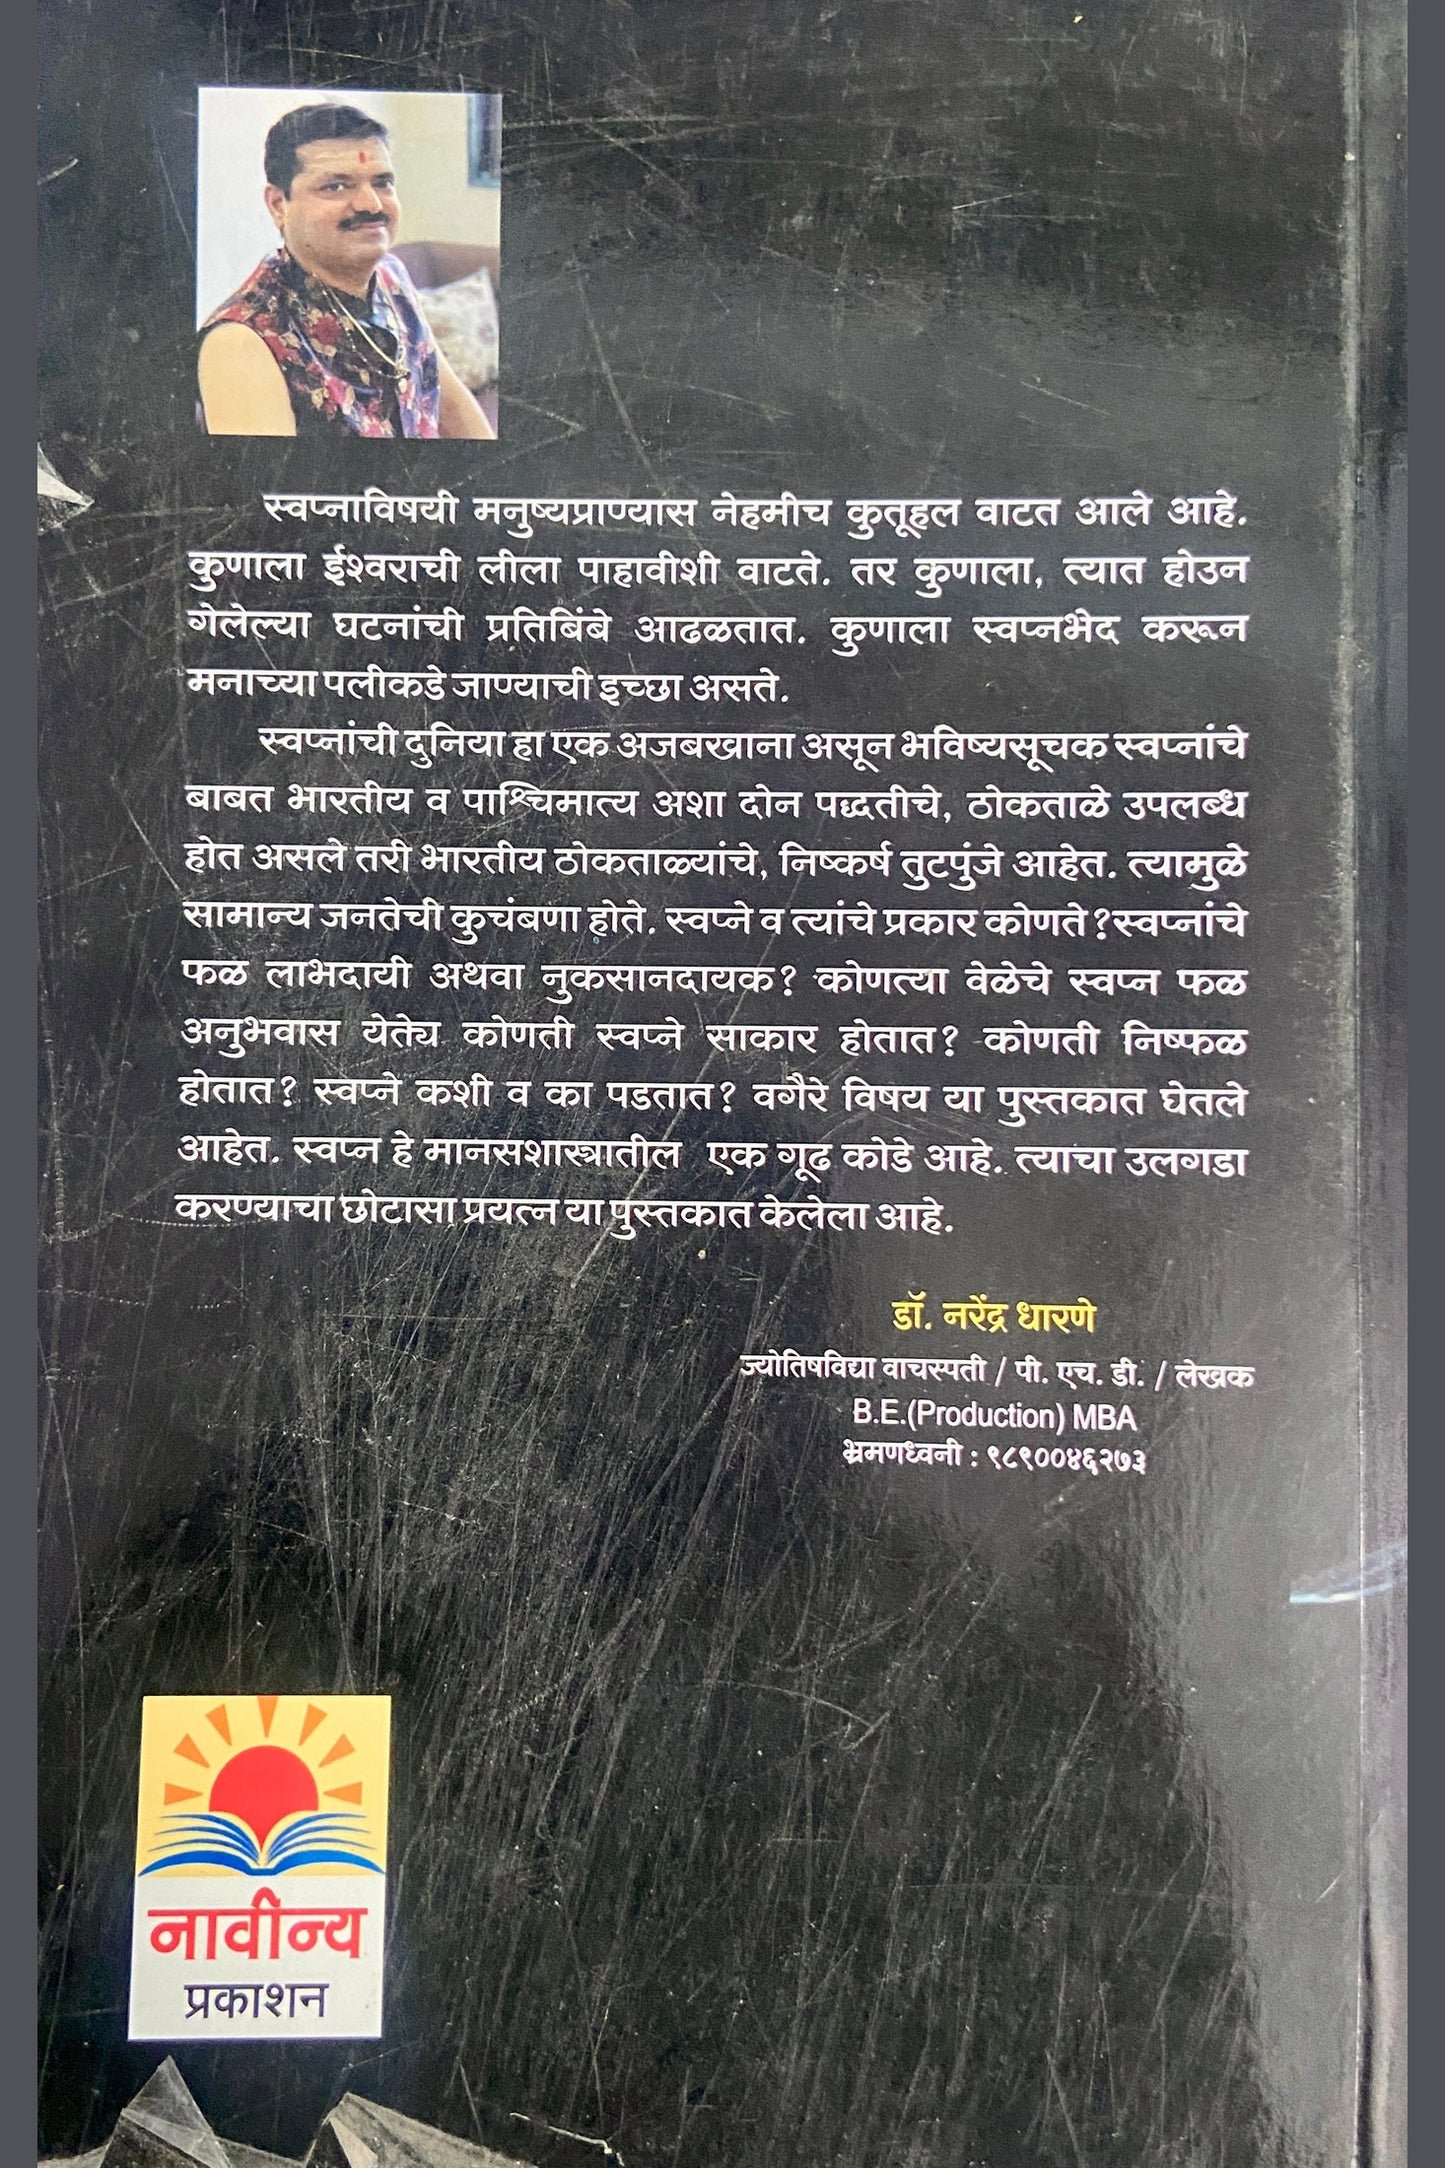 स्वप्नाविषयी मनुष्यप्राण्यास नेहमीच कुतूहल वाटत आले आहे.
कुणाला ईश्वराची लीला पाहावीशी वाटते. तर कुणाला, त्यात होउन
गेलेल्या घटनांची प्रतिबिंबे आढळतात. कुणाला स्वप्नभेद करून
मनाच्या पलीकडे जाण्याची इच्छा असते.
स्वप्नांची दुनिया हा एक अजबखाना असून भविष्यसूचक स्वप्नांचे
बाबत भारतीय व पाश्चिमात्य अशा दोन पद्धतीचे, ठोकताळे उपलब्ध
होत असले तरी भारतीय ठोकताळ्यांचे, निष्कर्ष तुटपुंजे आहेत. त्यामुळे
सामान्य जनतेची कुचंबणा होते. स्वप्ने व त्यांचे प्रकार कोणते?स्वप्नांचे
फळ लाभदायी अथवा नुकसानदायक? कोणत्या वेळेचे स्वप्न फळ
अनुभवास येत्ये कोणती स्वप्ने साकार होतात? कोणती निष्फळ
होतात? स्वप्ने कशी व का पडतात? वगैरे विषय या पुस्तकात घेतले
आहेत. स्वप्न हे मानसशास्त्रातील एक गूढ कोडे आहे. त्याचा उलगडा
करण्याचा छोटासा प्रयत्न या पुस्तकात केलेला आहे.
डॉ. नरेंद्र धारणे
ज्योतिषविद्या वाचस्पती / पी. एच. डी. / लेखक
B.E.(Production) MBA
भ्रमणध्वनी : ९८९००४६२७३
नावीन्य
प्रकाशन